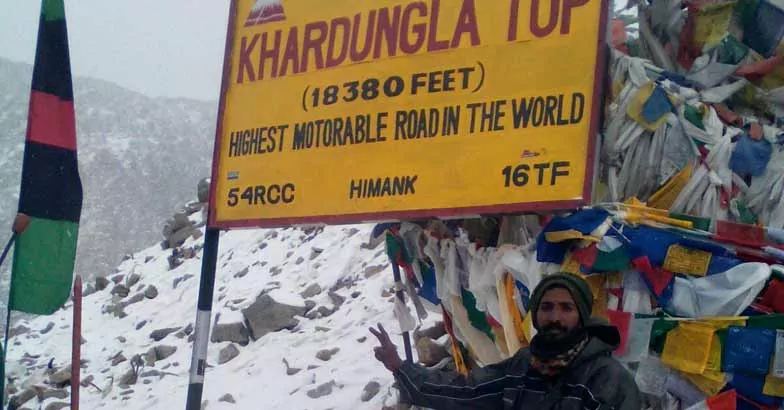 KHARDUNGLA TOP
(18380 FEET)
HIGHEST MOTORABLE ROAD IN THE WORLD
54RCC HIMANK 16TF